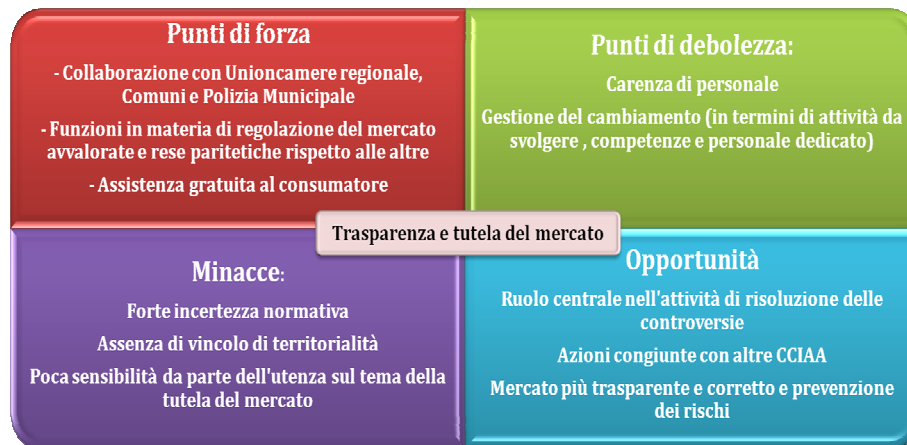 Punti di forza
- Collaborazione con Unioncamere regionale,
Comuni e Polizia Municipale
- Funzioni in materia di regolazione del mercato
avvalorate e rese paritetiche rispetto alle altre
- Assistenza gratuita al consumatore
Punti di debolezza:
Carenza di personale
Gestione del cambiamento (in termini di attività da
svolgere , competenze e personale dedicato)
Trasparenza e tutela del mercato
Minacce:
Forte incertezza normativa
Assenza di vincolo di territorialità
Poca sensibilità da parte dell'utenza sul tema della
tutela del mercato
Opportunità
Ruolo centrale nell'attività di risoluzione delle
controversie
Azioni congiunte con altre CCIAA
Mercato più trasparente e corretto e prevenzione
dei rischi